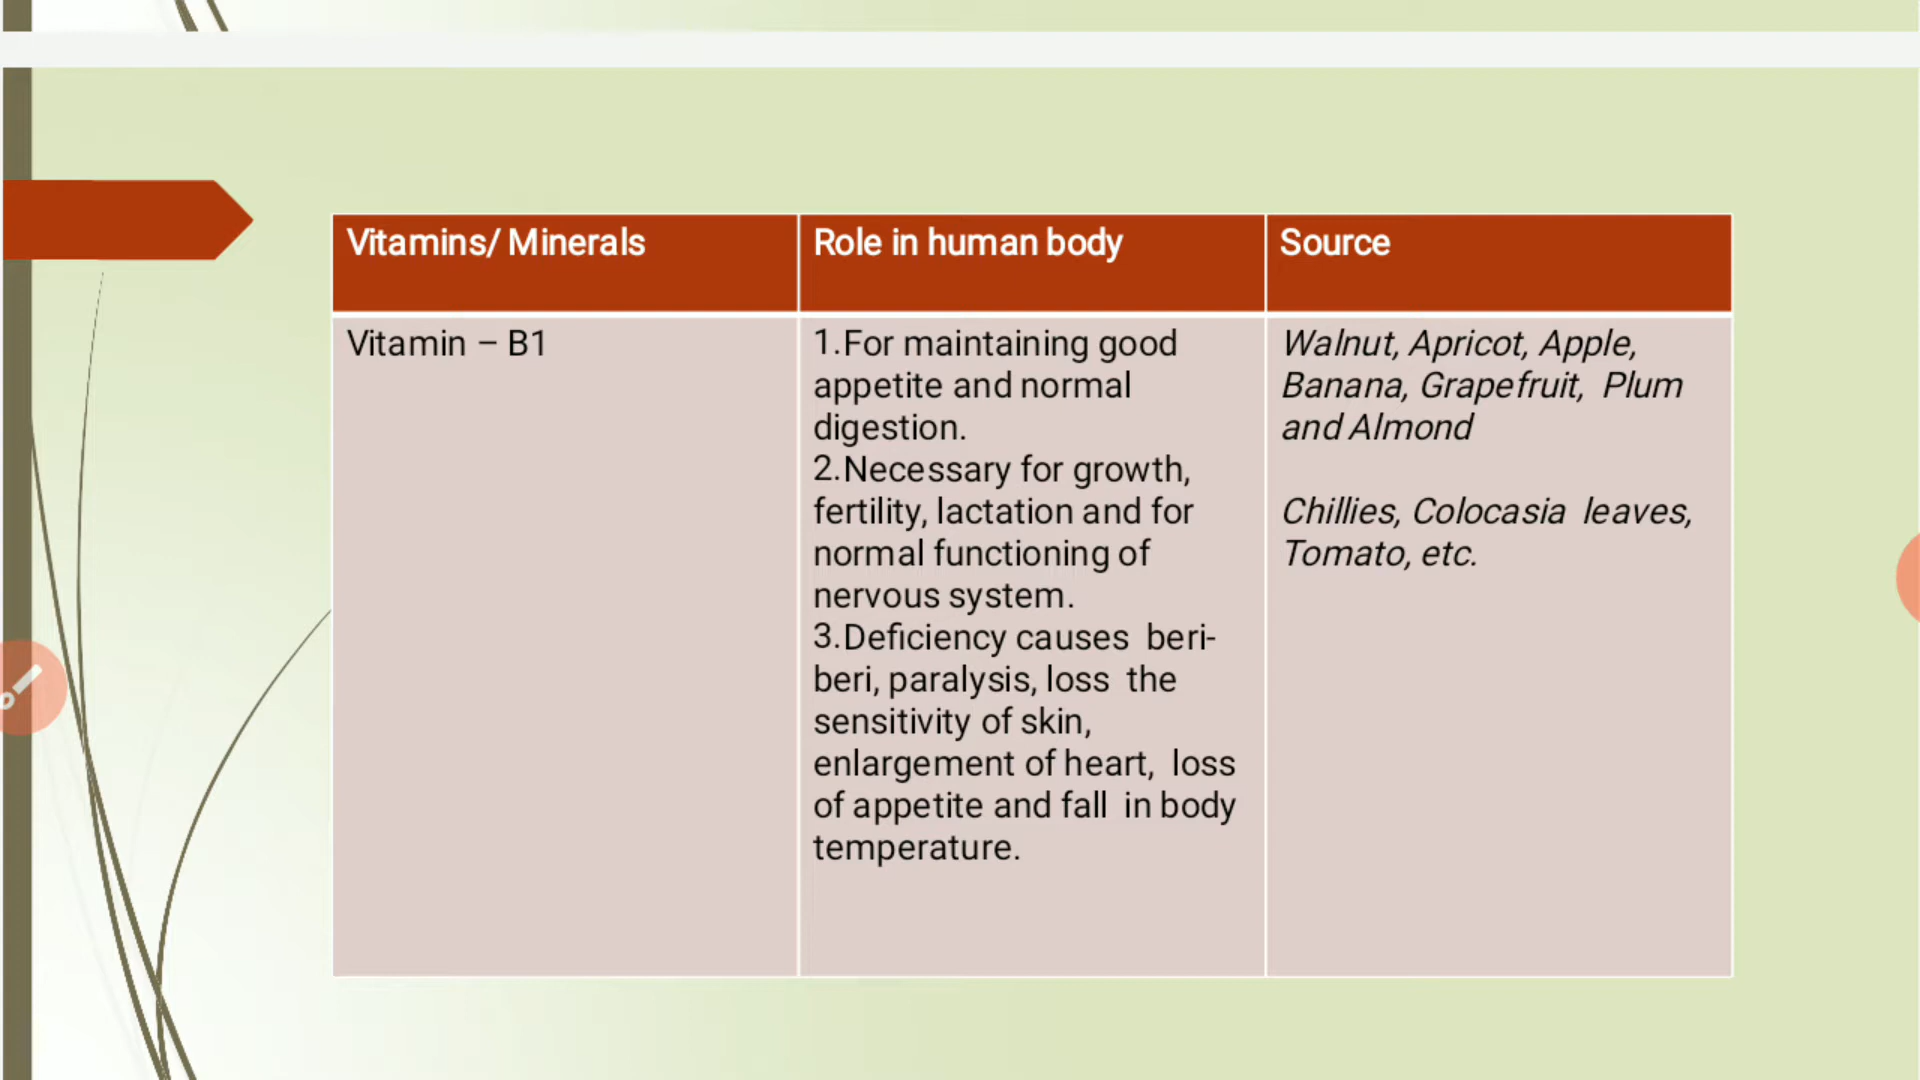 Vitamins/ Minerals
Role in human body
Source
Vitamin – B1
1.For maintaining good
appetite and normal
digestion.
2.Necessary for growth,
fertility, lactation and for
normal functioning of
nervous system.
3.Deficiency causes beri-
beri, paralysis, loss the
sensitivity of skin,
enlargement of heart, loss
of appetite and fall in body
temperature.
Walnut, Apricot, Apple,
Banana, Grapefruit, Plum
and Almond
Chillies, Colocasia leaves,
Tomato, etc.